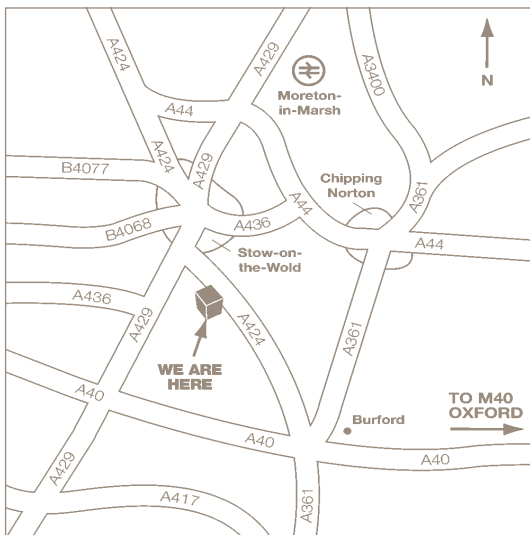 A424
A429
A3400
N
Moreton-
in-Marsh
A44
A424
A429
B4077
Chipping
Norton
A361
A44
A436
B4068
A44
Stow-on-
the-Wold
A436
A429
A424
A361
WE ARE
HERE
A40
TO M40
OXFORD
Burford
A40
A40
A429
A417
A361